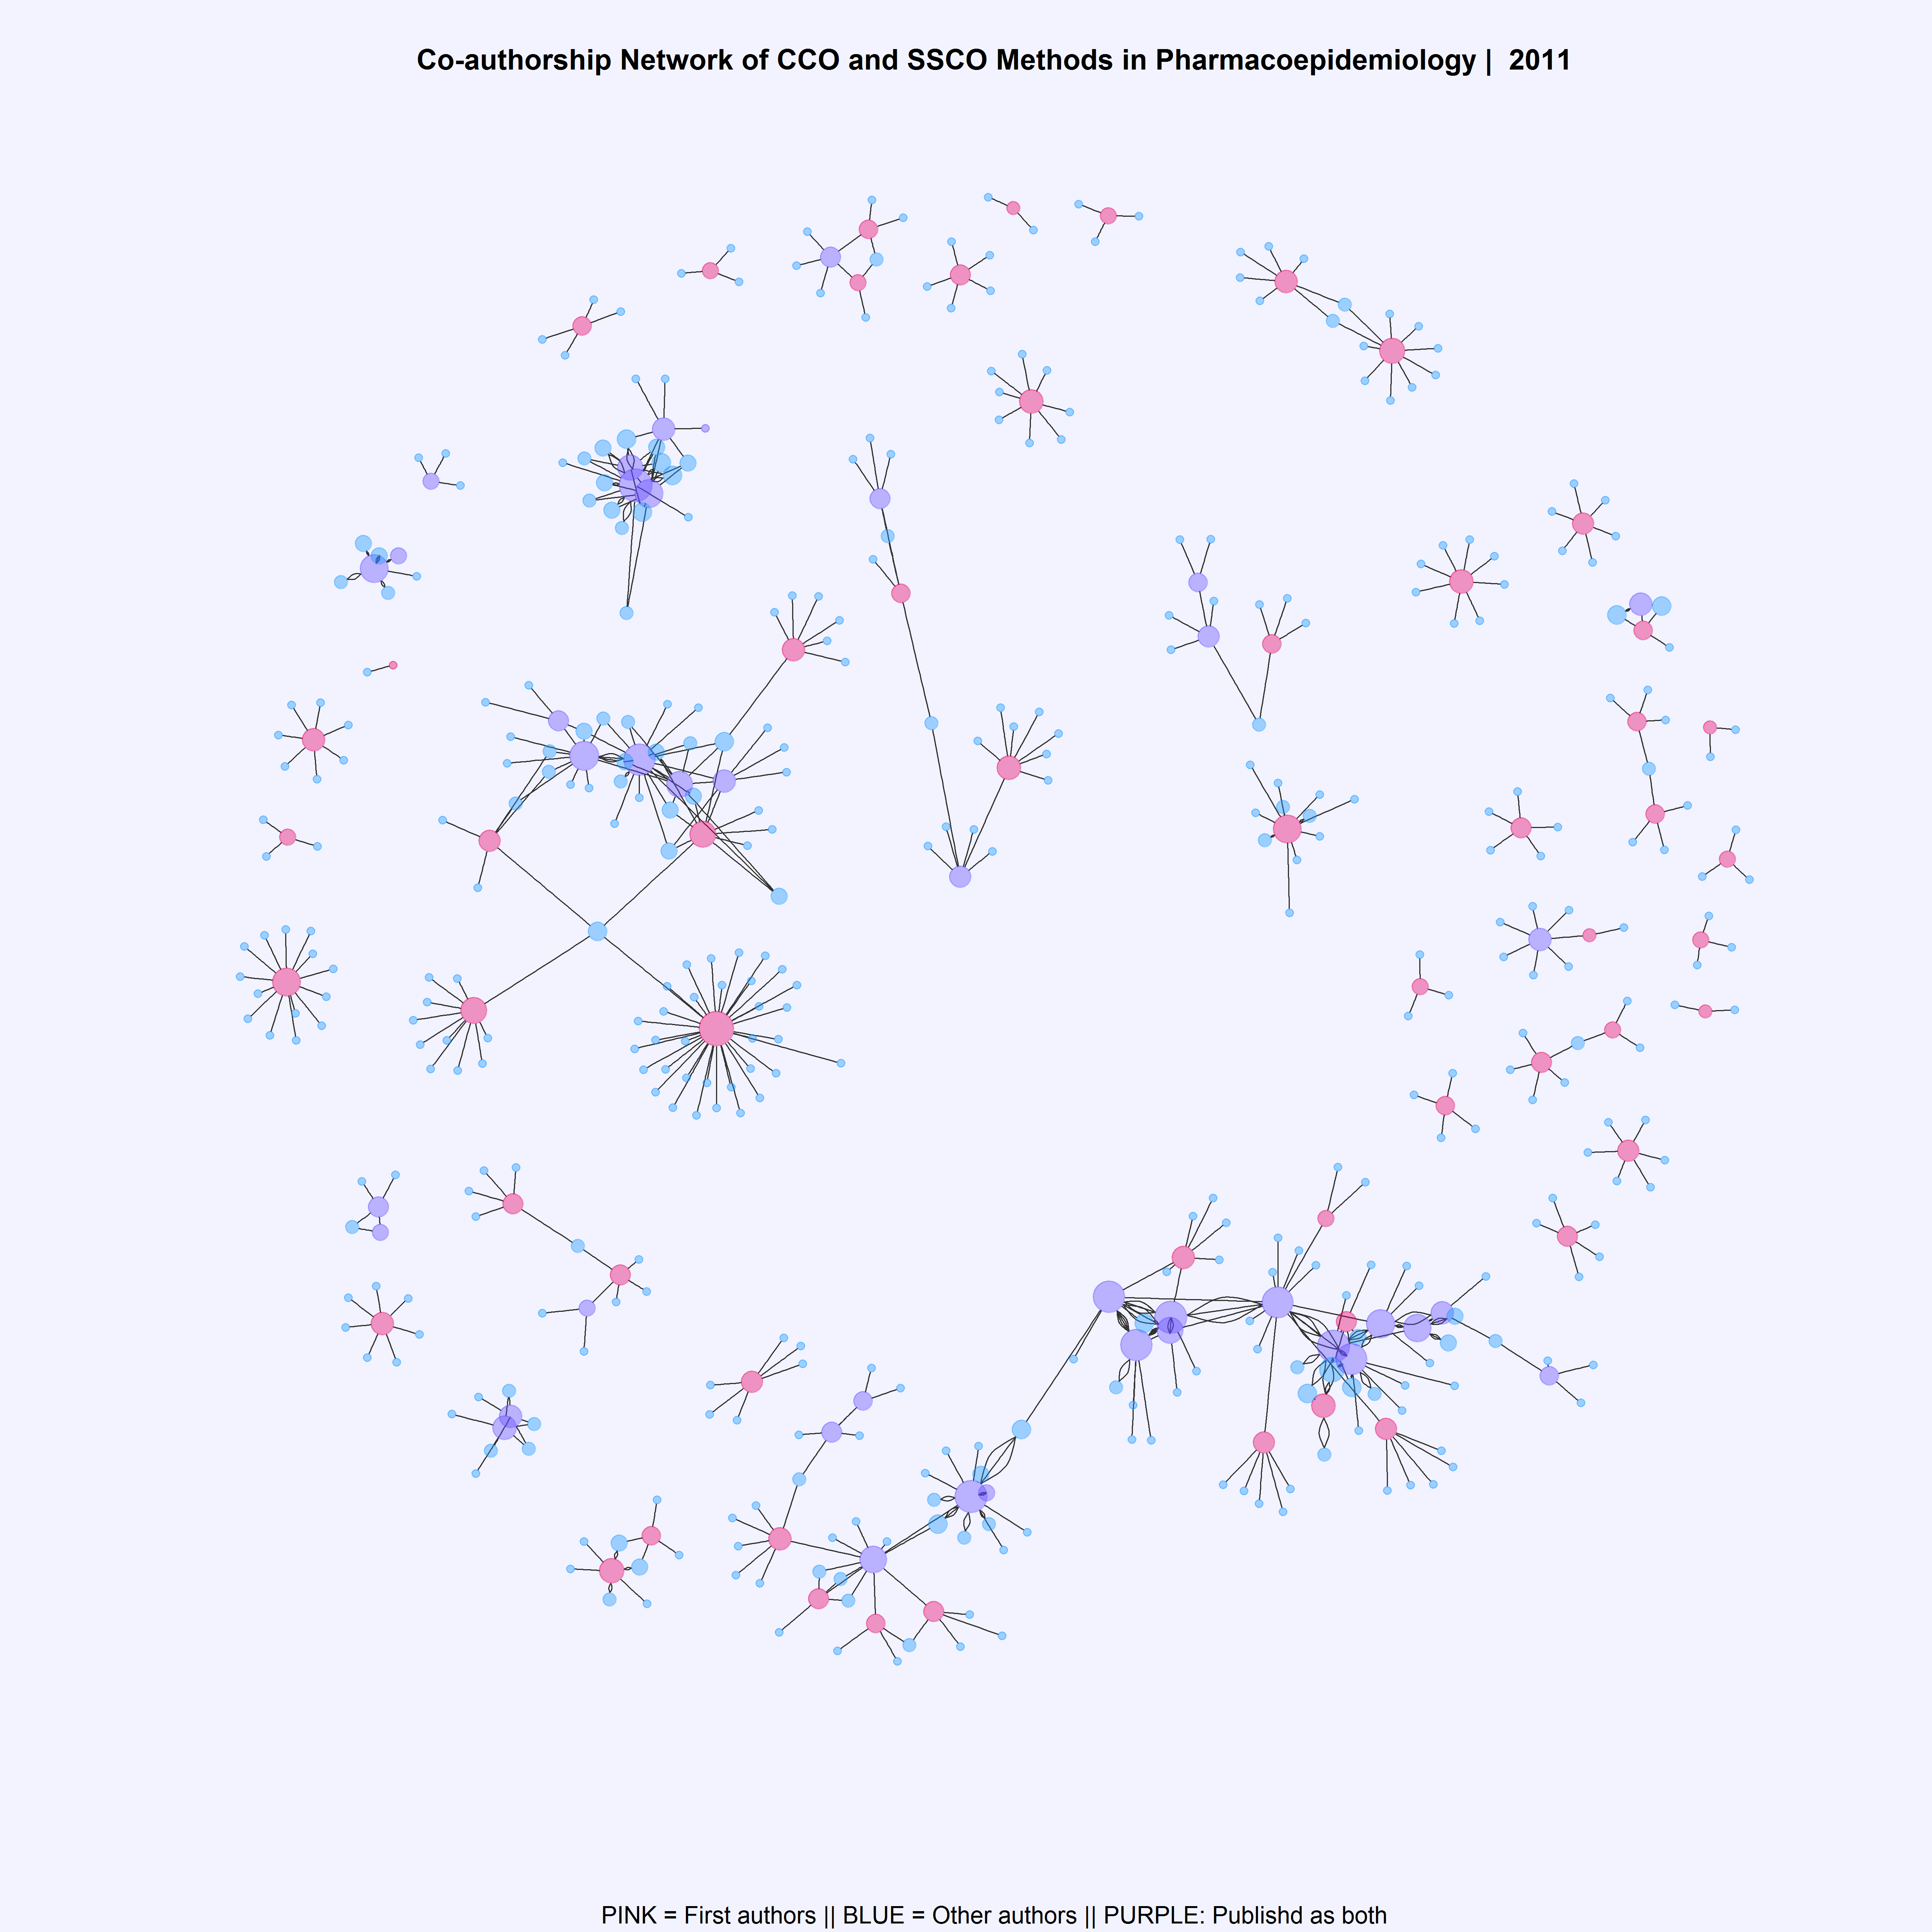 Co-authorship Network of CCO and SSCO Methods in Pharmacoepidemiology | 2011
PINK = First authors || BLUE = Other authors || PURPLE: Publishd as both